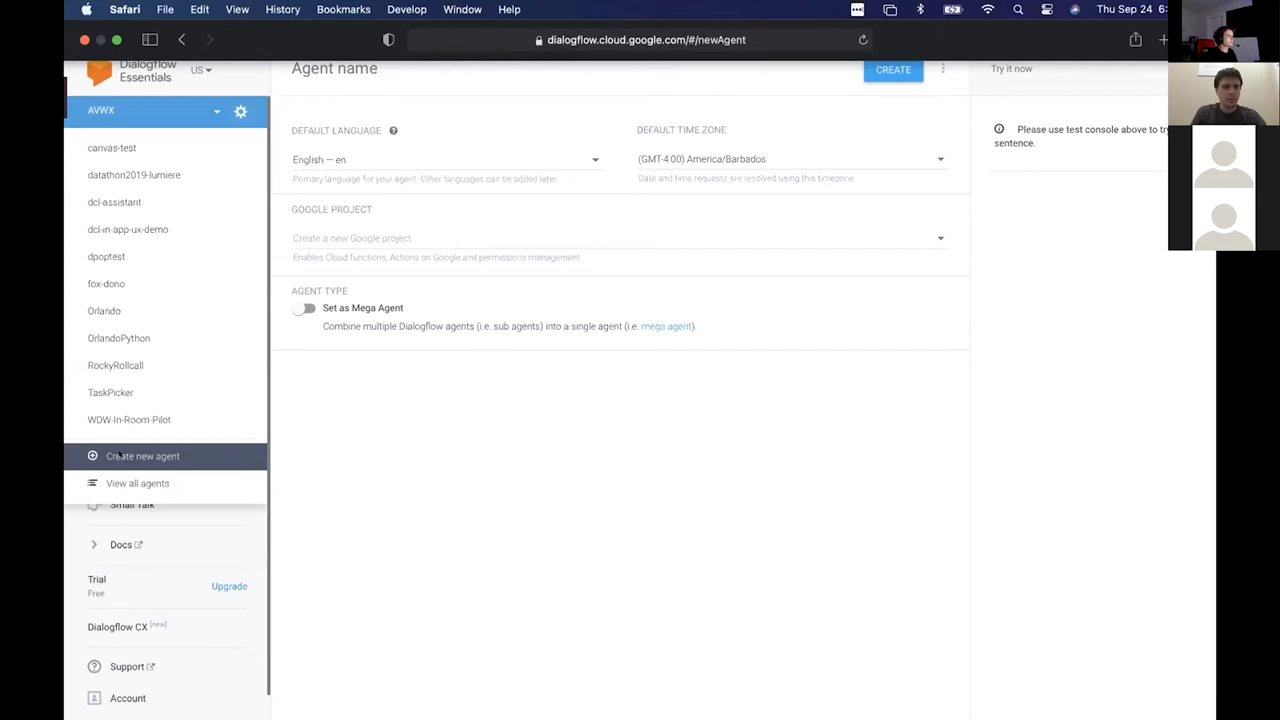 Safari File Edit View History Bookmarks Develop Window Help
Thu Sep 24 6:
dialogflow.cloud.google.com/#/newAgent
Dialogflow
Essentials
US
Agent name
CREATE
Try it now
AVWX
canvas-test
datathon2019-lumiere
dcl-assistant
dcl-in-app-ux-demo
dpoptest
fox-dono
Orlando
OrlandoPython
RockyRollcall
TaskPicker
WDW-In-Room-Pilot
Create new agent
View all agents
Small Talk
Docs
Trial
Free
Upgrade
Dialogflow CX [new]
Support
Account
DEFAULT LANGUAGE
English — en
Primary language for your agent. Other languages can be added later.
DEFAULT TIME ZONE
(GMT-4:00) America/Barbados
Date and time requests are resolved using this timezone.
GOOGLE PROJECT
Create a new Google project
Enables Cloud functions, Actions on Google and permissions management.
AGENT TYPE
Set as Mega Agent
Combine multiple Dialogflow agents (i.e. sub agents) into a single agent (i.e. mega agent).
Please use test console above to try
sentence.